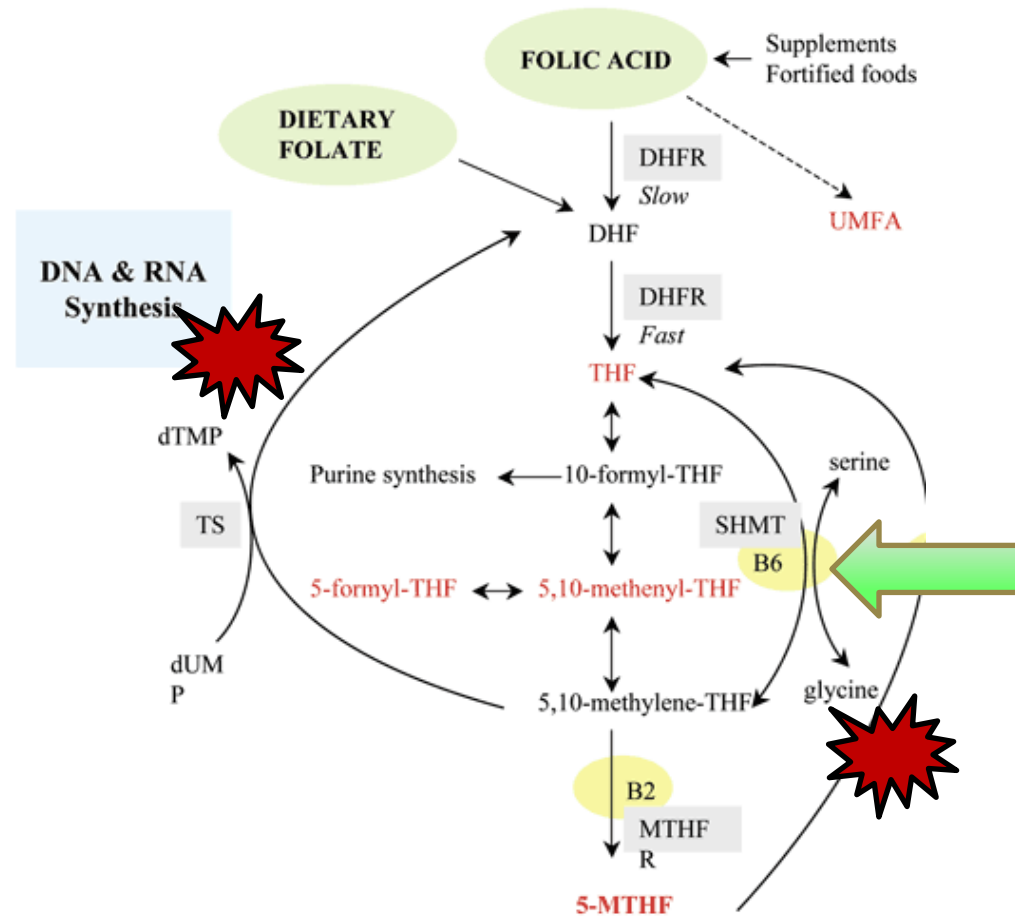 FOLIC ACID
Supplements
Fortified foods
DIETARY
FOLATE
DHFR
Slow
UMFA
DHF
DNA & RNA
Synthesis
DHFR
Fast
THF
dTMP
Purine synthesis
10-formyl-THF
serine
TS
SHMT
B6
5-formyl-THF
5,10-methenyl-THF
dUM
P
5,10-methylene-THF
glycine
B2
MTHF
R
5-MTHF